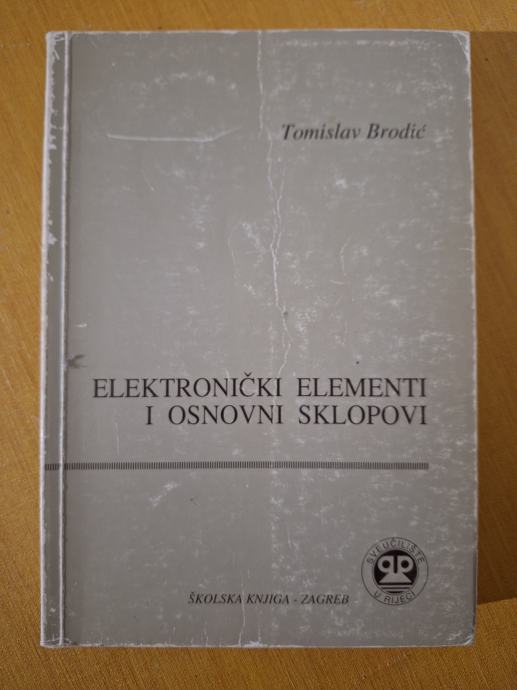 Tomislav Brodić
ELEKTRONIČKI ELEMENTI
I OSNOVNI SKLOPOVI
SVEUČILIŠTE
U RIJECI
ŠKOLSKA KNJIGA - ZAGREB